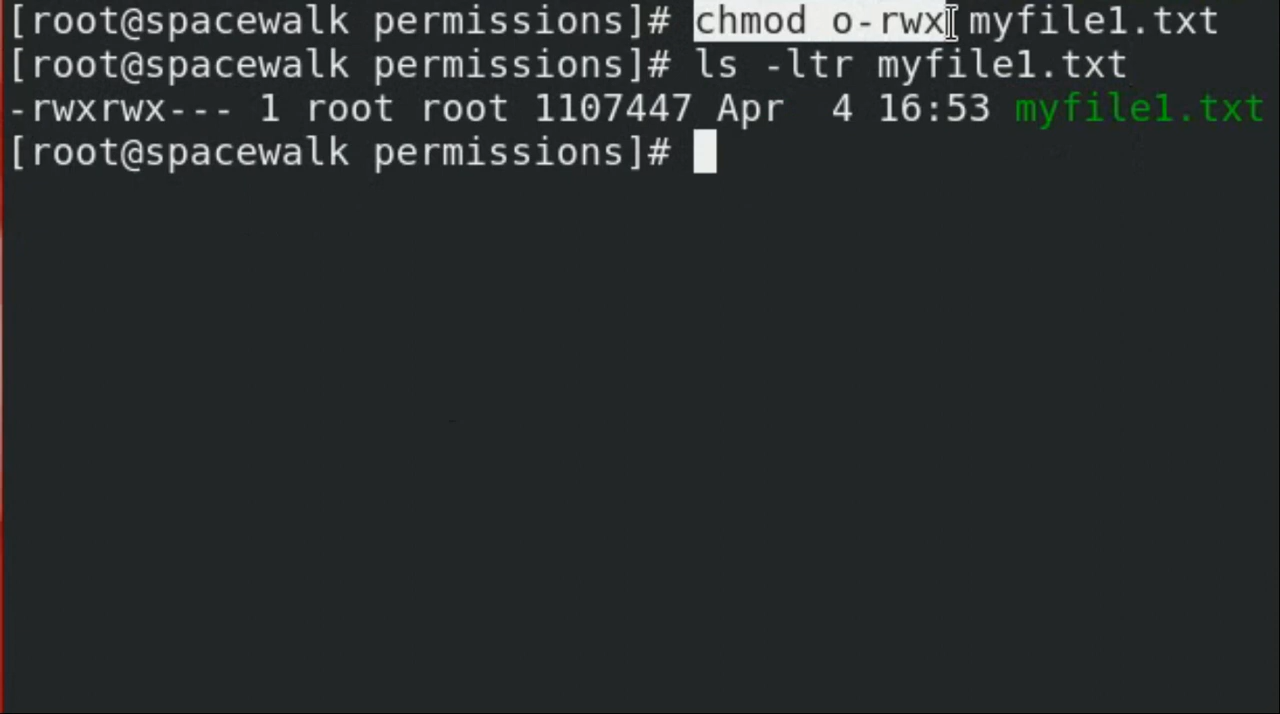 [root@spacewalk permissions]# chmod o-rwx myfile1.txt
[root@spacewalk permissions]# ls -ltr myfile1.txt
-rwxrwx--- 1 root root 1107447 Apr  4 16:53 myfile1.txt
[root@spacewalk permissions]#